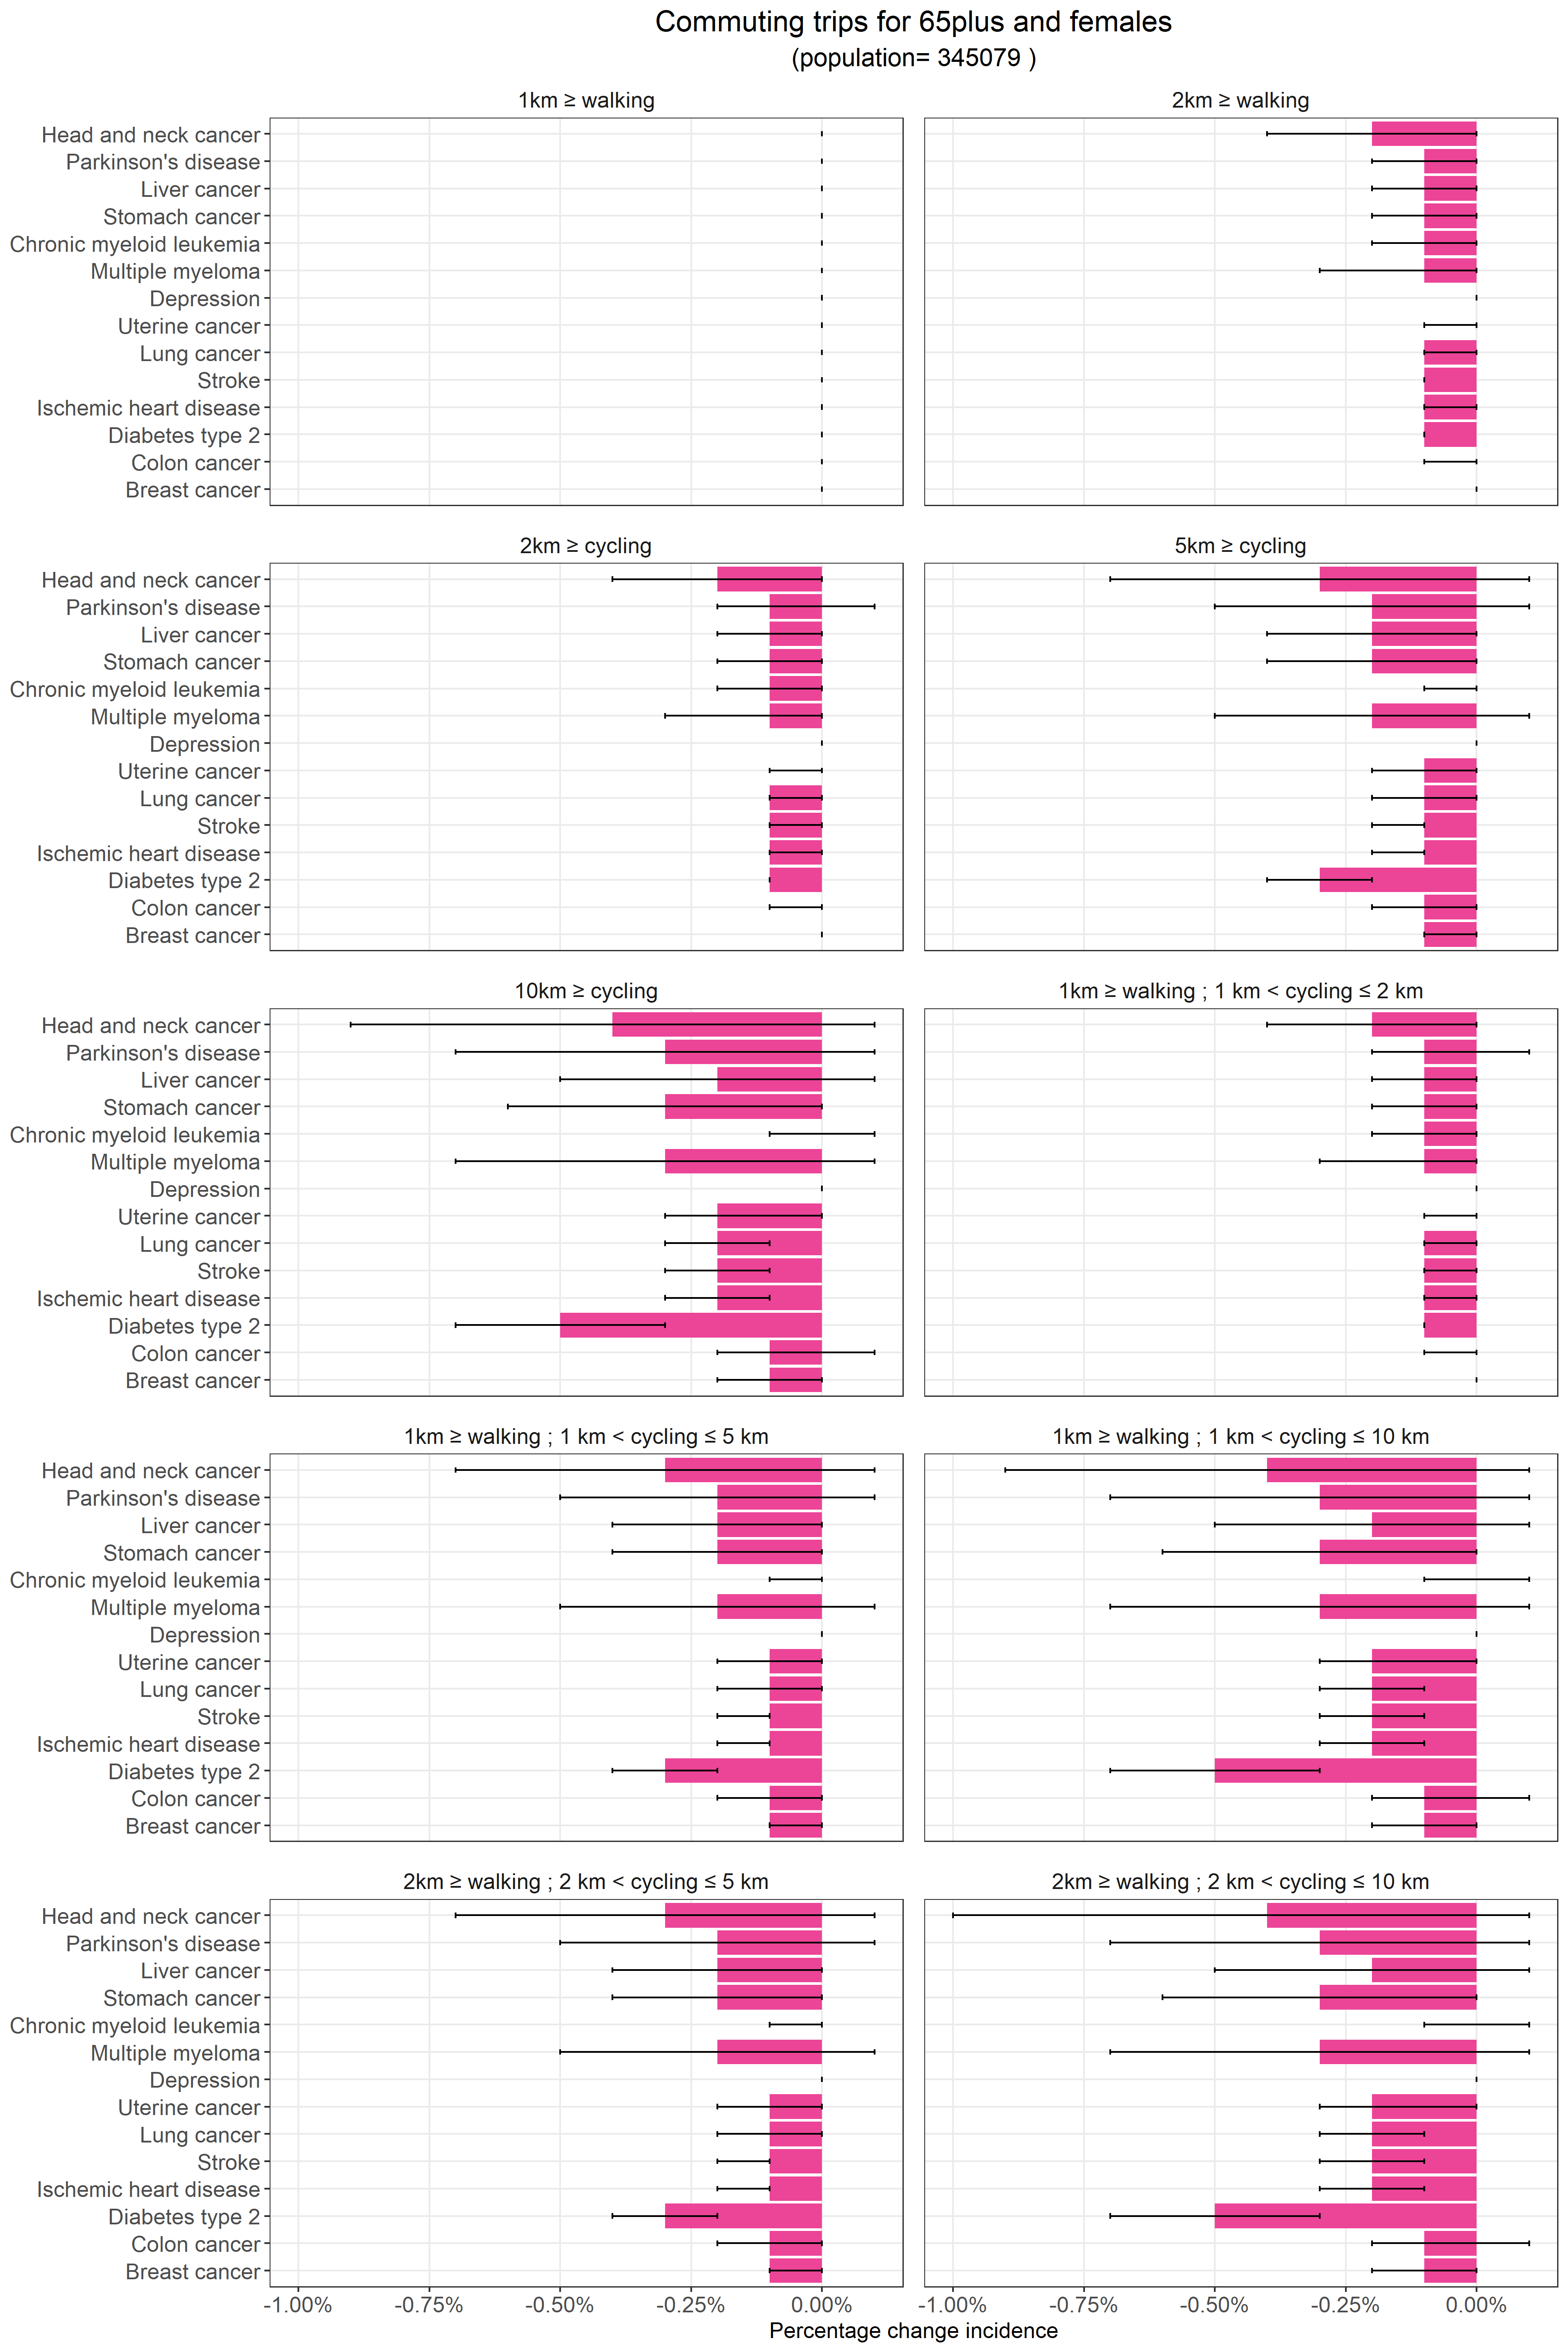 Commuting trips for 65plus and females
(population= 345079 )
1km ≥ walking
2km ≥ walking
Head and neck cancer
Parkinson's disease
Liver cancer
Stomach cancer
Chronic myeloid leukemia
Multiple myeloma
Depression
Uterine cancer
Lung cancer
Stroke
Ischemic heart disease
Diabetes type 2
Colon cancer
Breast cancer
2km ≥ cycling
5km ≥ cycling
Head and neck cancer
Parkinson's disease
Liver cancer
Stomach cancer
Chronic myeloid leukemia
Multiple myeloma
Depression
Uterine cancer
Lung cancer
Stroke
Ischemic heart disease
Diabetes type 2
Colon cancer
Breast cancer
10km ≥ cycling
1km ≥ walking ; 1 km < cycling ≤ 2 km
Head and neck cancer
Parkinson's disease
Liver cancer
Stomach cancer
Chronic myeloid leukemia
Multiple myeloma
Depression
Uterine cancer
Lung cancer
Stroke
Ischemic heart disease
Diabetes type 2
Colon cancer
Breast cancer
1km ≥ walking ; 1 km < cycling ≤ 5 km
1km ≥ walking ; 1 km < cycling ≤ 10 km
Head and neck cancer
Parkinson's disease
Liver cancer
Stomach cancer
Chronic myeloid leukemia
Multiple myeloma
Depression
Uterine cancer
Lung cancer
Stroke
Ischemic heart disease
Diabetes type 2
Colon cancer
Breast cancer
2km ≥ walking ; 2 km < cycling ≤ 5 km
2km ≥ walking ; 2 km < cycling ≤ 10 km
Head and neck cancer
Parkinson's disease
Liver cancer
Stomach cancer
Chronic myeloid leukemia
Multiple myeloma
Depression
Uterine cancer
Lung cancer
Stroke
Ischemic heart disease
Diabetes type 2
Colon cancer
Breast cancer
-1.00% -0.75% -0.50% -0.25% 0.00% -1.00% -0.75% -0.50% -0.25% 0.00%
Percentage change incidence